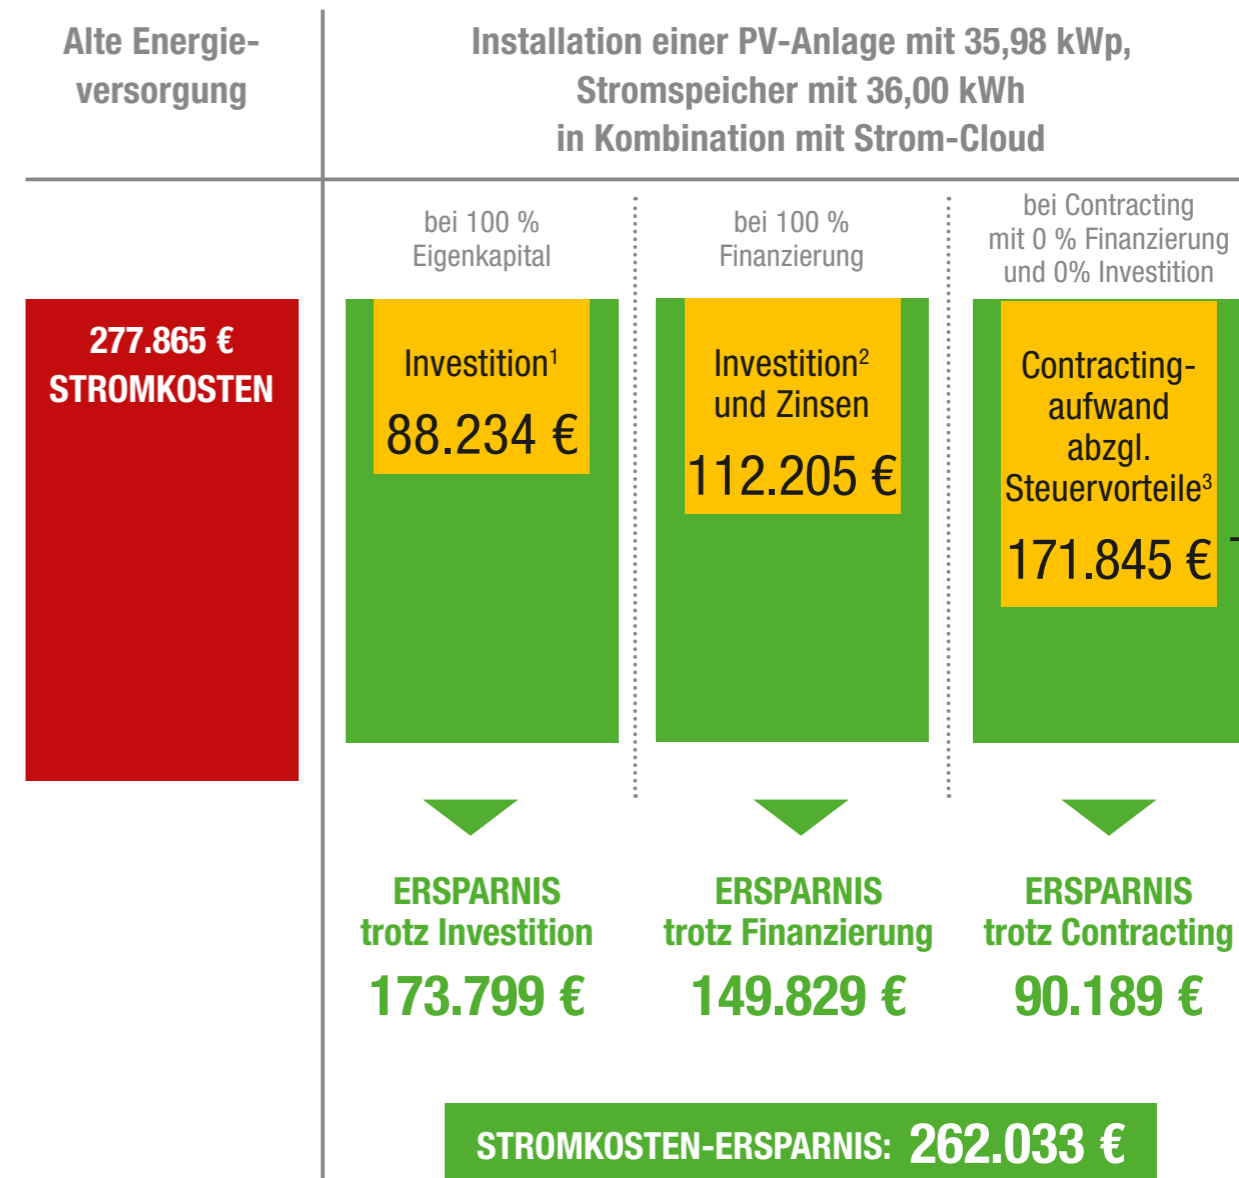 Alte Energie-
versorgung
Installation einer PV-Anlage mit 35,98 kWp,
Stromspeicher mit 36,00 kWh
in Kombination mit Strom-Cloud
277.865 €
STROMKOSTEN
bei 100 %
Eigenkapital
Investition¹
88.234 €
ERSPARNIS
trotz Investition
173.799 €
bei 100 %
Finanzierung
Investition²
und Zinsen
112.205 €
ERSPARNIS
trotz Finanzierung
149.829 €
bei Contracting
mit 0 % Finanzierung
und 0% Investition
Contracting-
aufwand
abzgl.
Steuervorteile³
171.845 €
ERSPARNIS
trotz Contracting
90.189 €
STROMKOSTEN-ERSPARNIS: 262.033 €